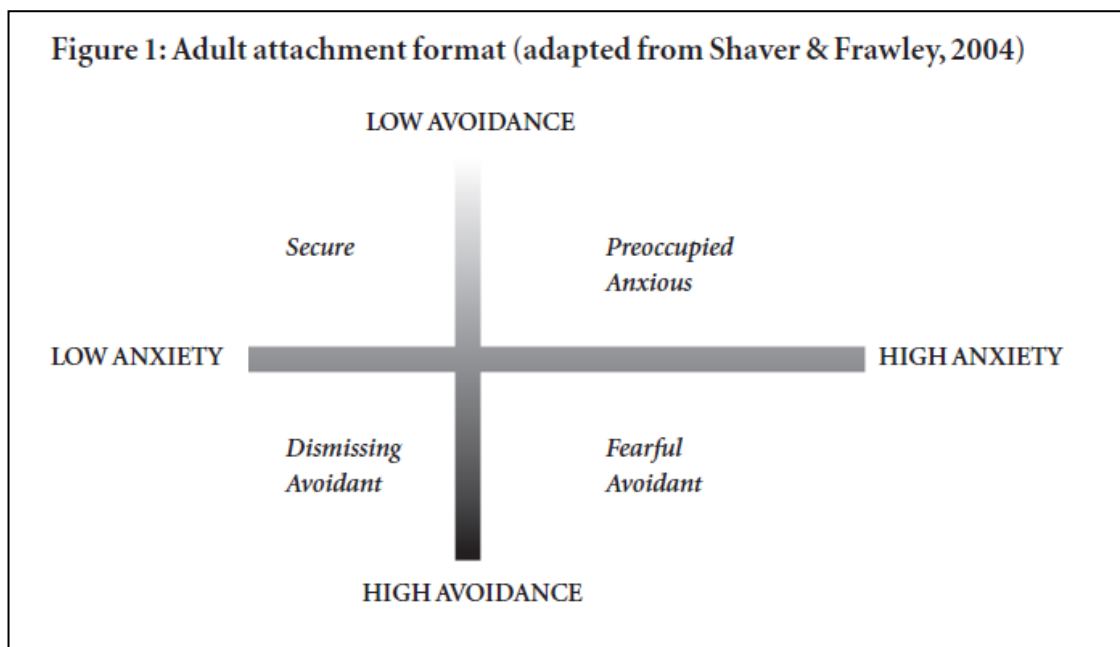 Figure 1: Adult attachment format (adapted from Shaver & Frawley, 2004)
LOW AVOIDANCE
Secure
Preoccupied
Anxious
LOW ANXIETY
HIGH ANXIETY
Dismissing
Avoidant
Fearful
Avoidant
HIGH AVOIDANCE